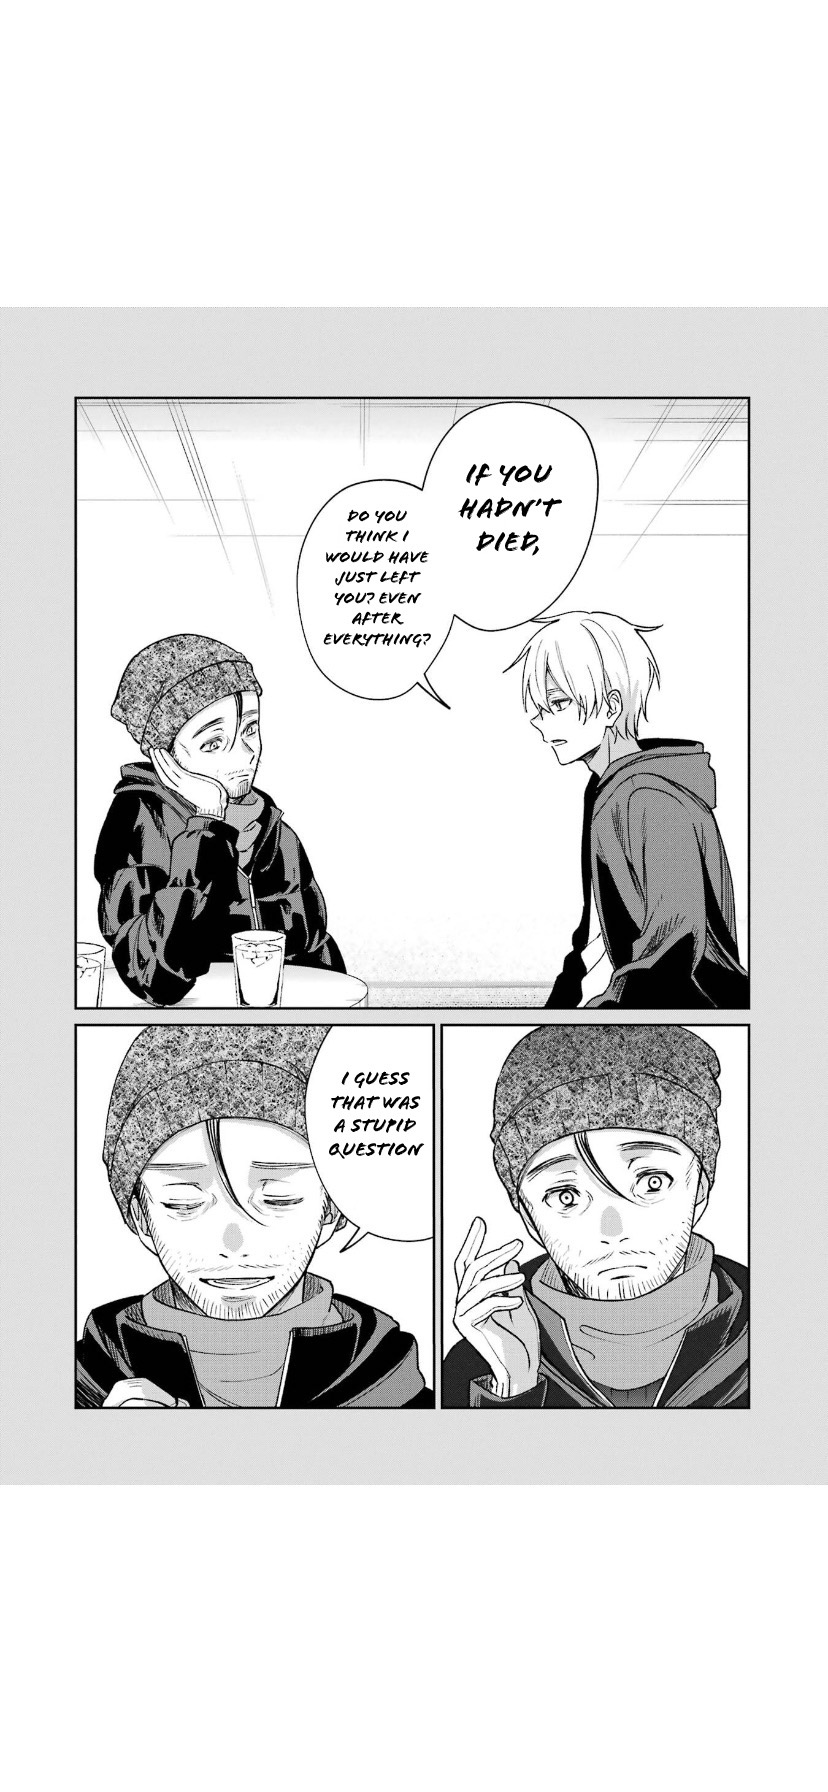 IF YOU
HADN'T
DIED,
DO YOU
THINK I
WOULD HAVE
JUST LEFT
YOU? EVEN
AFTER
EVERYTHING?
I GUESS
THAT WAS
A STUPID
QUESTION